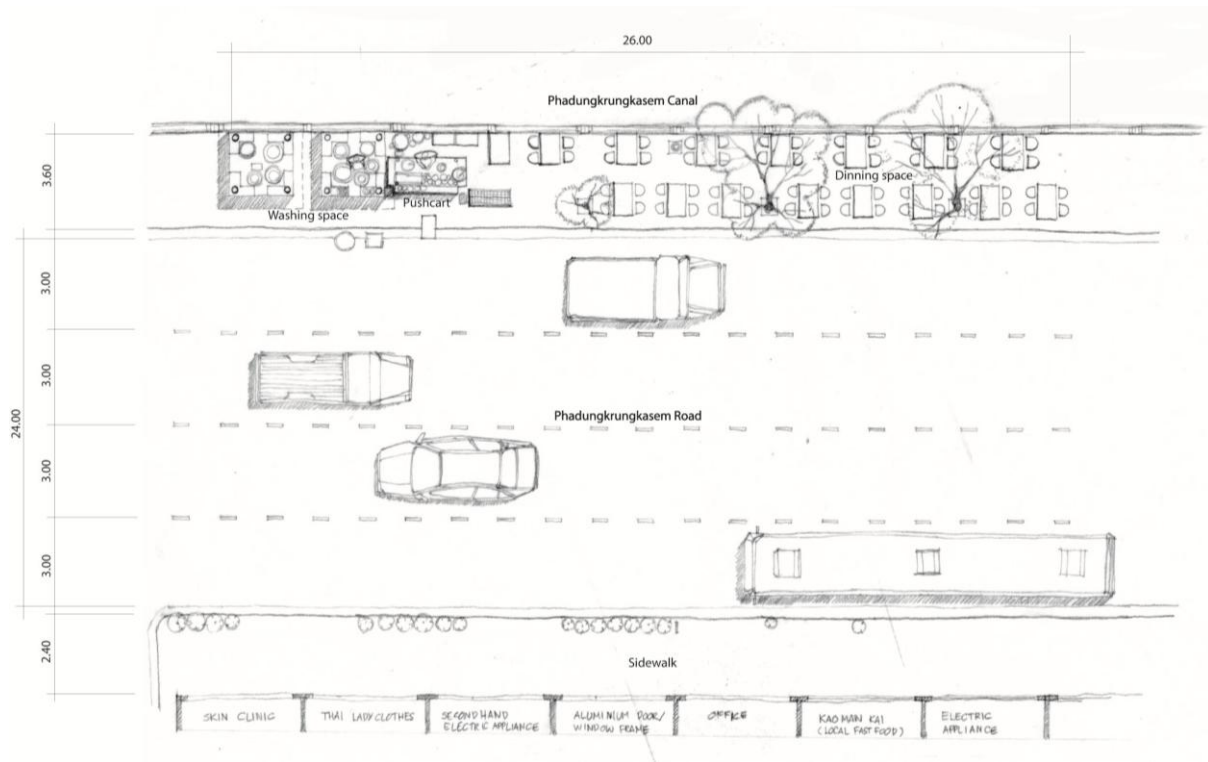 26.00
Phadungkrungkasem Canal
3.60
Dinning space
Pushcart
Washing space
3.00
3.00
24.00
Phadungkrungkasem Road
3.00
3.00
2.40
Sidewalk
SKIN CLINIC
THAI LADY CLOTHES
SECONDHAND
ELECTRIC APPLIANCE
ALUMINIUM DOOR/
WINDOW FRAME
OFFICE
KAO MAN KAI
(LOCAL FAST FOOD)
ELECTRIC
APPLIANCE